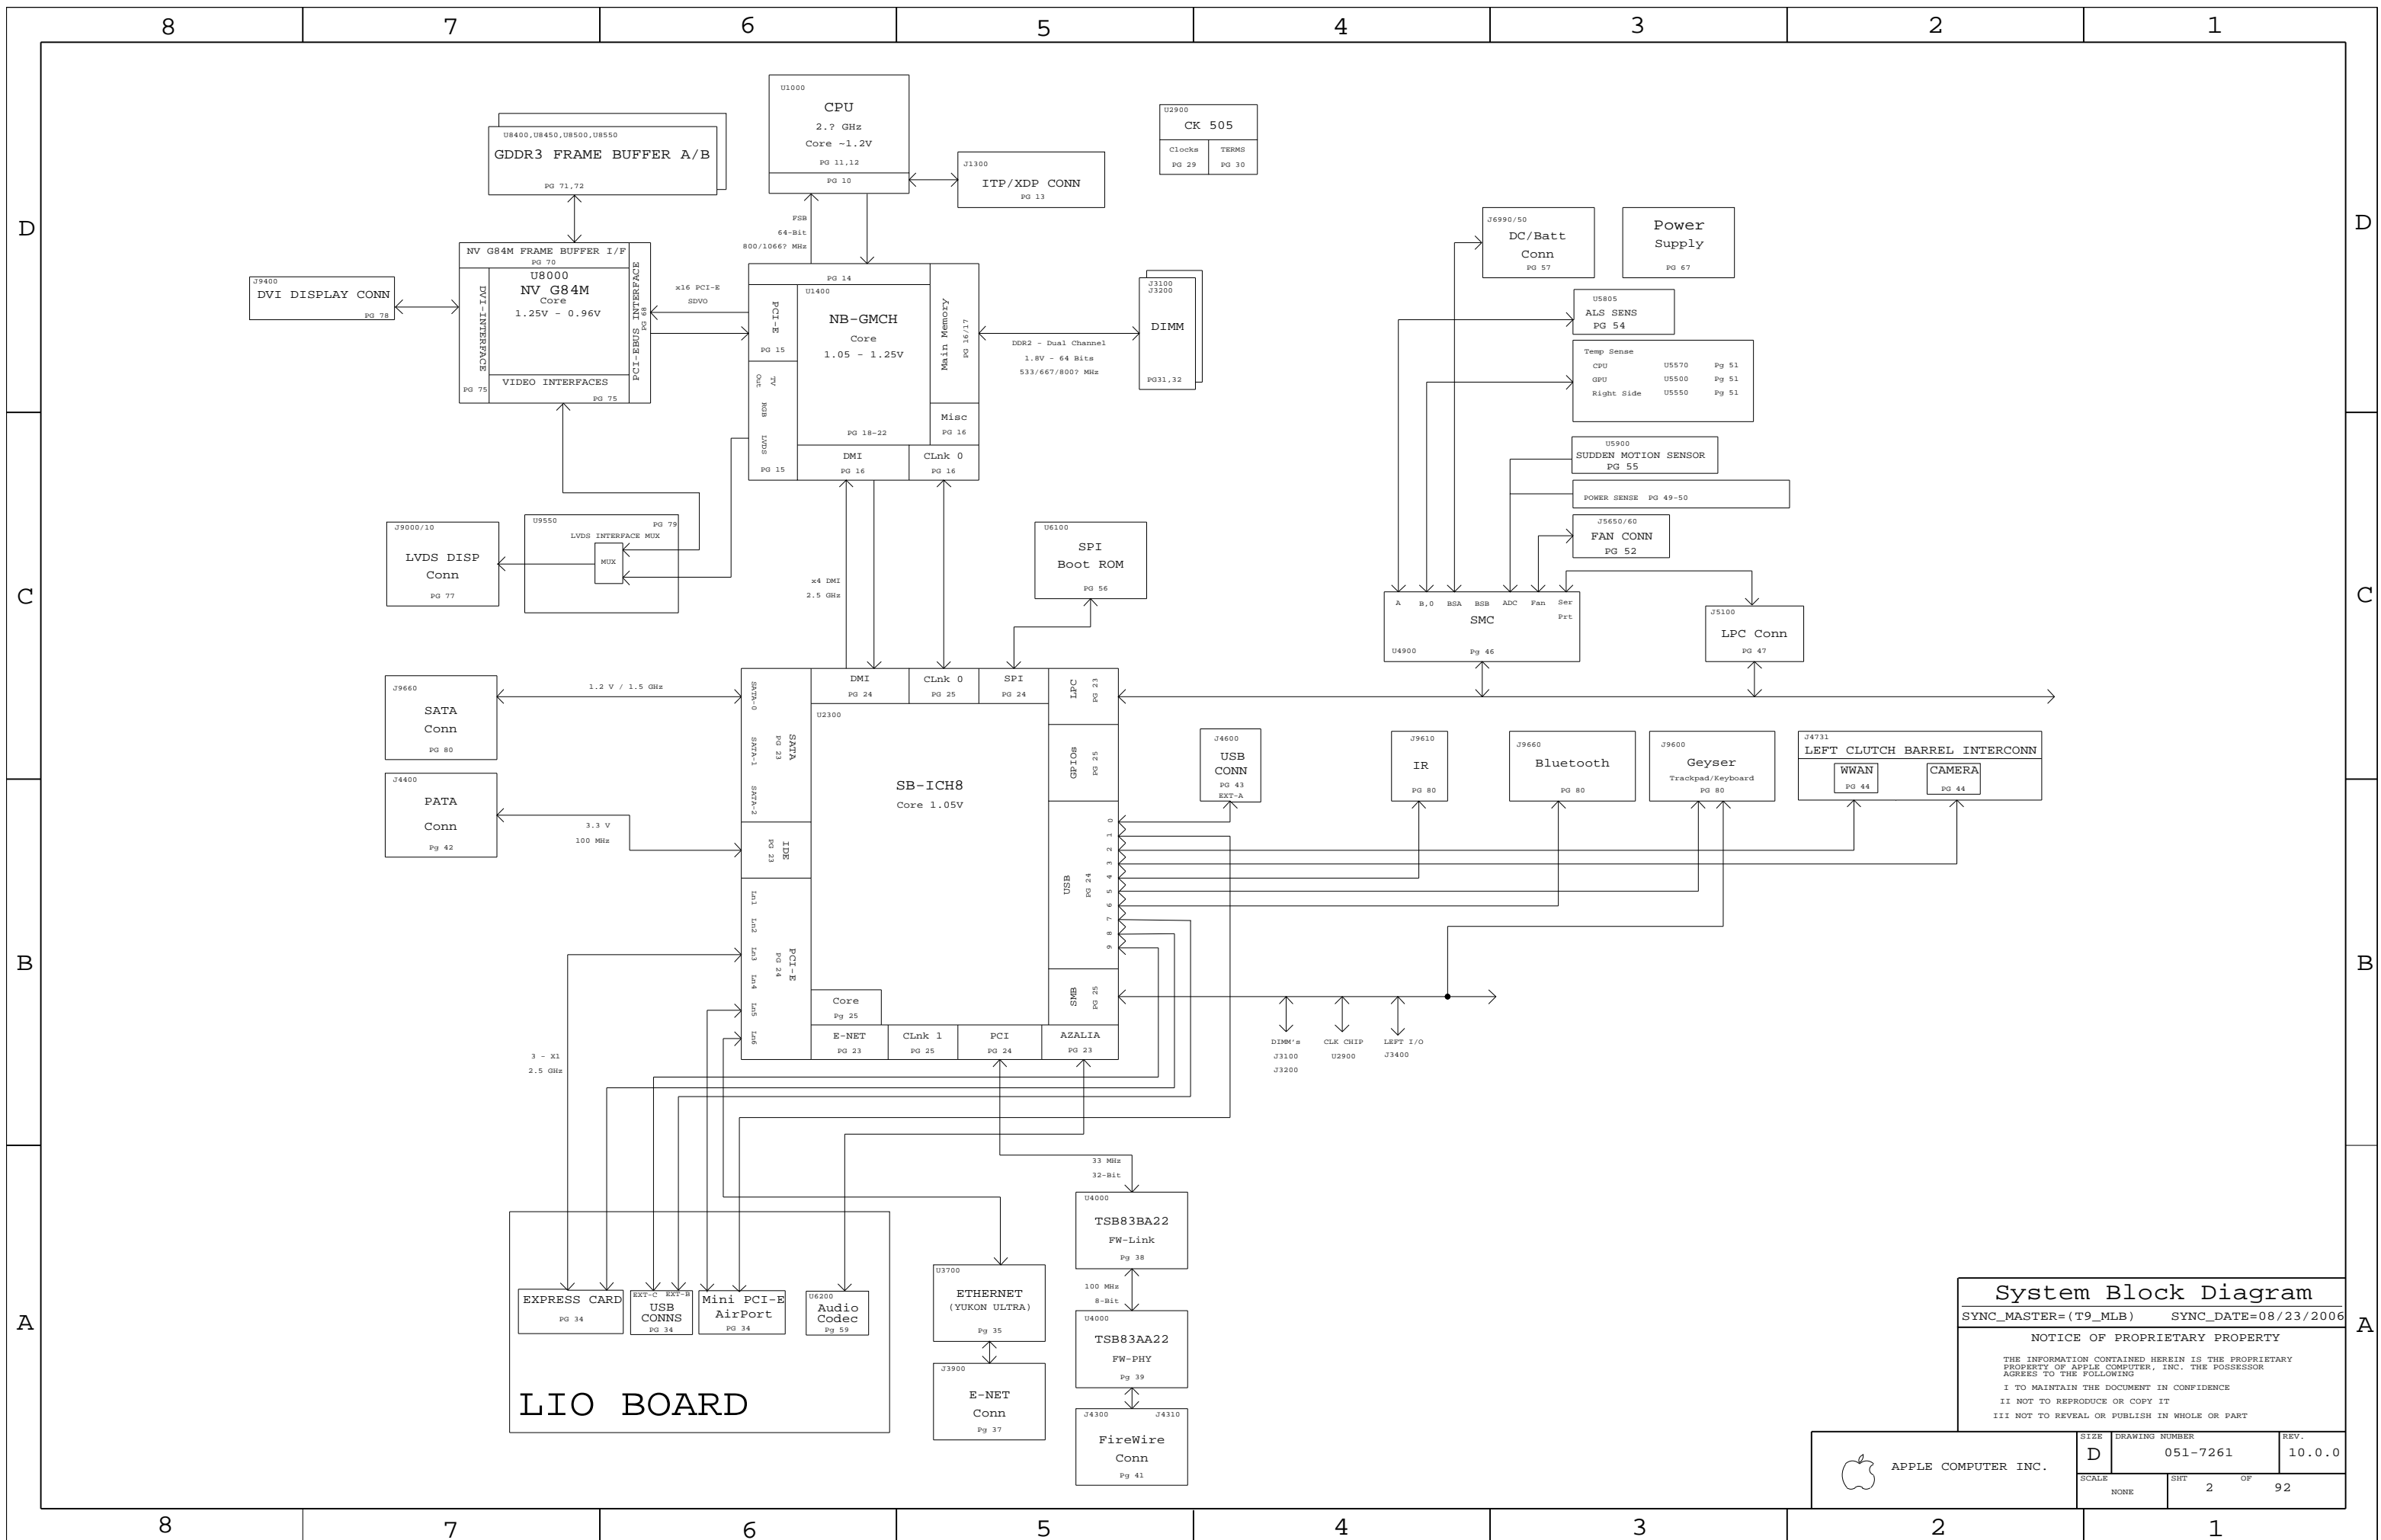 8 7 6 5 4 3 2 1
D
C
B
A
U1000
CPU
2.? GHz
Core ~1.2V
PG 11,12
PG 10
U8400,U8450,U8500,U8550
GDDR3 FRAME BUFFER A/B
PG 71,72
J1300
ITP/XDP CONN
PG 13
U2900
CK 505
Clocks
PG 29
TERMS
PG 30
FSB
64-Bit
800/1066? MHz
NV G84M FRAME BUFFER I/F
PG 70
U8000
NV G84M
Core
1.25V - 0.96V
DVI-INTERFACE
PG 75
PCI-EBUS INTERFACE
PG 68
VIDEO INTERFACES
PG 75
J9400
DVI DISPLAY CONN
PG 78
x16 PCI-E
SDVO
PG 14
U1400
NB-GMCH
Core
1.05 - 1.25V
PG 18-22
PCI-E
PG 15
TV
Out
RGB
LVDS
PG 15
Main Memory
PG 16/17
Misc
PG 16
DMI
PG 16
CLnk 0
PG 16
DDR2 - Dual Channel
1.8V - 64 Bits
533/667/800? MHz
J3100
J3200
DIMM
PG31,32
J6990/50
DC/Batt
Conn
PG 57
Power
Supply
PG 67
U5805
ALS SENS
PG 54
Temp Sense
CPU U5570 Pg 51
GPU U5500 Pg 51
Right Side U5550 Pg 51
U5900
SUDDEN MOTION SENSOR
PG 55
POWER SENSE PG 49-50
J5650/60
FAN CONN
PG 52
J9000/10
LVDS DISP
Conn
PG 77
U9550
PG 79
LVDS INTERFACE MUX
MUX
x4 DMI
2.5 GHz
U6100
SPI
Boot ROM
PG 56
A B,0 BSA BSB ADC Fan Ser
Prt
SMC
U4900
Pg 46
J5100
LPC Conn
PG 47
J9660
SATA
Conn
PG 80
1.2 V / 1.5 GHz
J4400
PATA
Conn
Pg 42
3.3 V
100 MHz
U2300
SB-ICH8
Core 1.05V
DMI
PG 24
CLnk 0
PG 25
SPI
PG 24
LPC
PG 23
GPIOs
PG 25
USB
PG 24
0
1
2
3
4
5
6
7
8
9
SMB
PG 25
SATA-0
SATA-1
SATA-2
SATA
PG 23
IDE
PG 23
Ln1
Ln2
Ln3
Ln4
Ln5
Ln6
PCI-E
PG 24
Core
Pg 25
E-NET
PG 23
CLnk 1
PG 25
PCI
PG 24
AZALIA
PG 23
J4600
USB
CONN
PG 43
EXT-A
J9610
IR
PG 80
J9660
Bluetooth
PG 80
J9600
Geyser
Trackpad/Keyboard
PG 80
J4731
LEFT CLUTCH BARREL INTERCONN
WWAN
PG 44
CAMERA
PG 44
DIMM's
J3100
J3200
CLK CHIP
U2900
LEFT I/O
J3400
3 - X1
2.5 GHz
33 MHz
32-Bit
U4000
TSB83BA22
FW-Link
Pg 38
100 MHz
8-Bit
U4000
TSB83AA22
FW-PHY
Pg 39
J4300 J4310
FireWire
Conn
Pg 41
U3700
ETHERNET
(YUKON ULTRA)
Pg 35
J3900
E-NET
Conn
Pg 37
EXPRESS CARD
PG 34
EXT-C EXT-B
USB
CONNS
PG 34
Mini PCI-E
AirPort
PG 34
U6200
Audio
Codec
Pg 59
LIO BOARD
System Block Diagram
SYNC_MASTER=(T9_MLB) SYNC_DATE=08/23/2006
NOTICE OF PROPRIETARY PROPERTY
THE INFORMATION CONTAINED HEREIN IS THE PROPRIETARY
PROPERTY OF APPLE COMPUTER, INC. THE POSSESSOR
AGREES TO THE FOLLOWING
I TO MAINTAIN THE DOCUMENT IN CONFIDENCE
II NOT TO REPRODUCE OR COPY IT
III NOT TO REVEAL OR PUBLISH IN WHOLE OR PART
APPLE COMPUTER INC.
SIZE
D
DRAWING NUMBER
051-7261
REV.
10.0.0
SCALE
NONE
SHT
2
OF
92
D
C
B
A
8 7 6 5 4 3 2 1